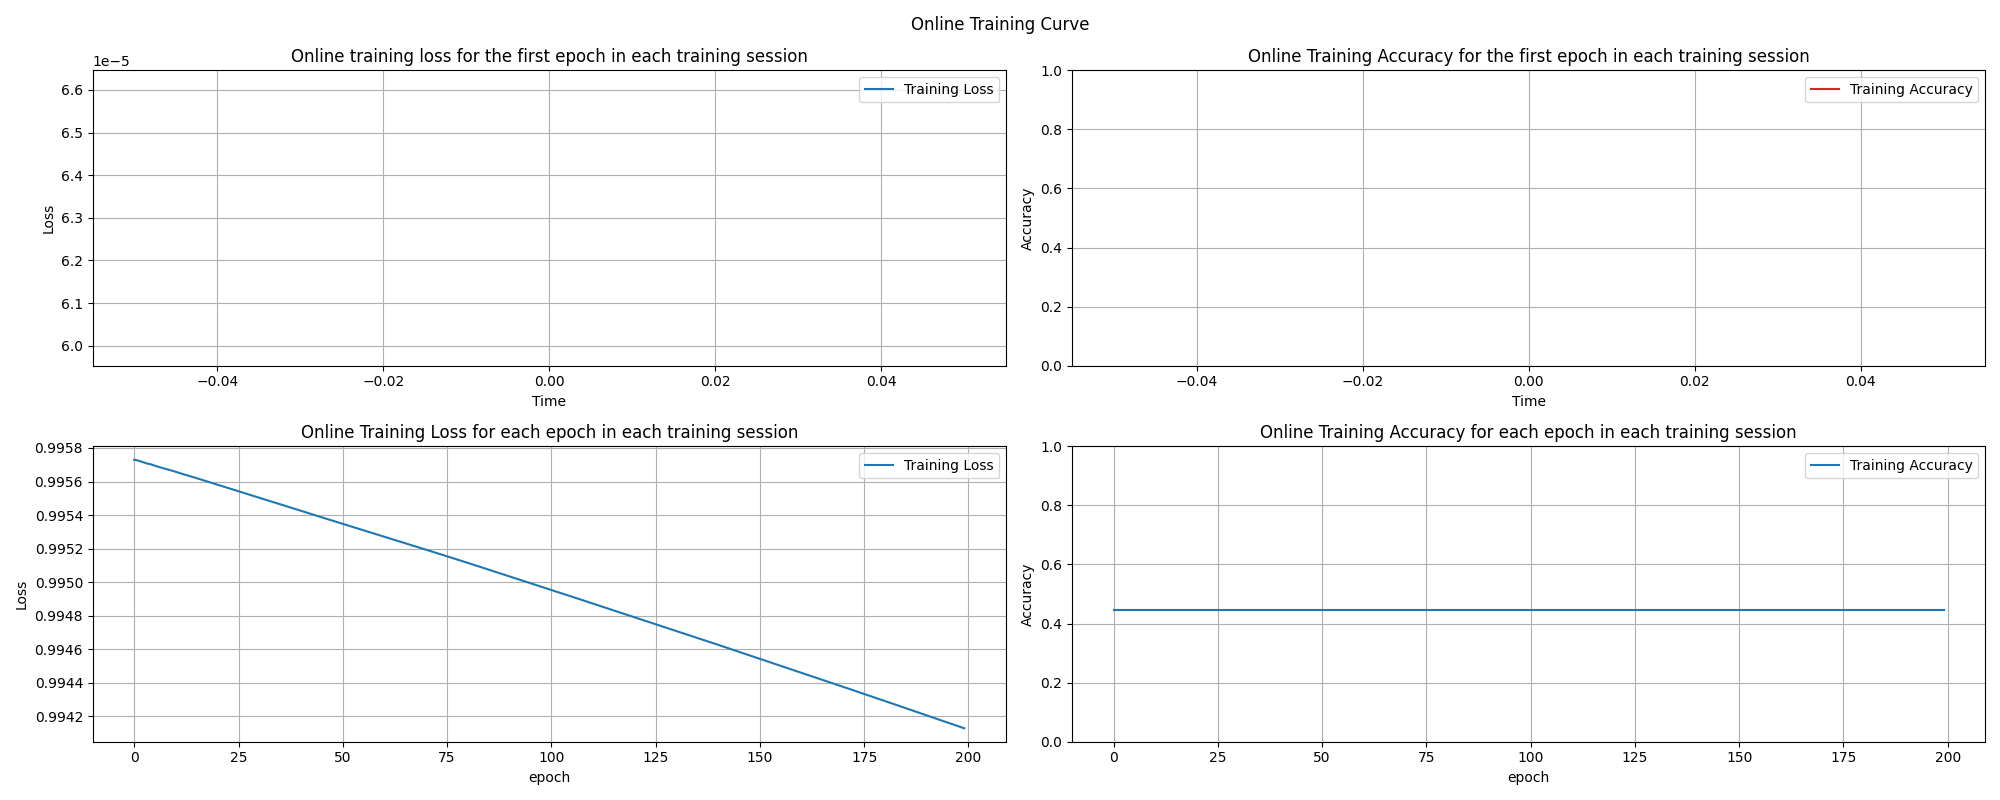 Online Training Curve
Online training loss for the first epoch in each training session
1e−5
6.6
6.5
6.4
6.3
6.2
6.1
6.0
Loss
Training Loss
−0.04 −0.02 0.00 0.02 0.04
Time
Online Training Accuracy for the first epoch in each training session
1.0
0.8
0.6
0.4
0.2
0.0
Accuracy
Training Accuracy
−0.04 −0.02 0.00 0.02 0.04
Time
Online Training Loss for each epoch in each training session
0.9958
0.9956
0.9954
0.9952
0.9950
0.9948
0.9946
0.9944
0.9942
Loss
Training Loss
0 25 50 75 100 125 150 175 200
epoch
Online Training Accuracy for each epoch in each training session
1.0
0.8
0.6
0.4
0.2
0.0
Accuracy
Training Accuracy
0 25 50 75 100 125 150 175 200
epoch